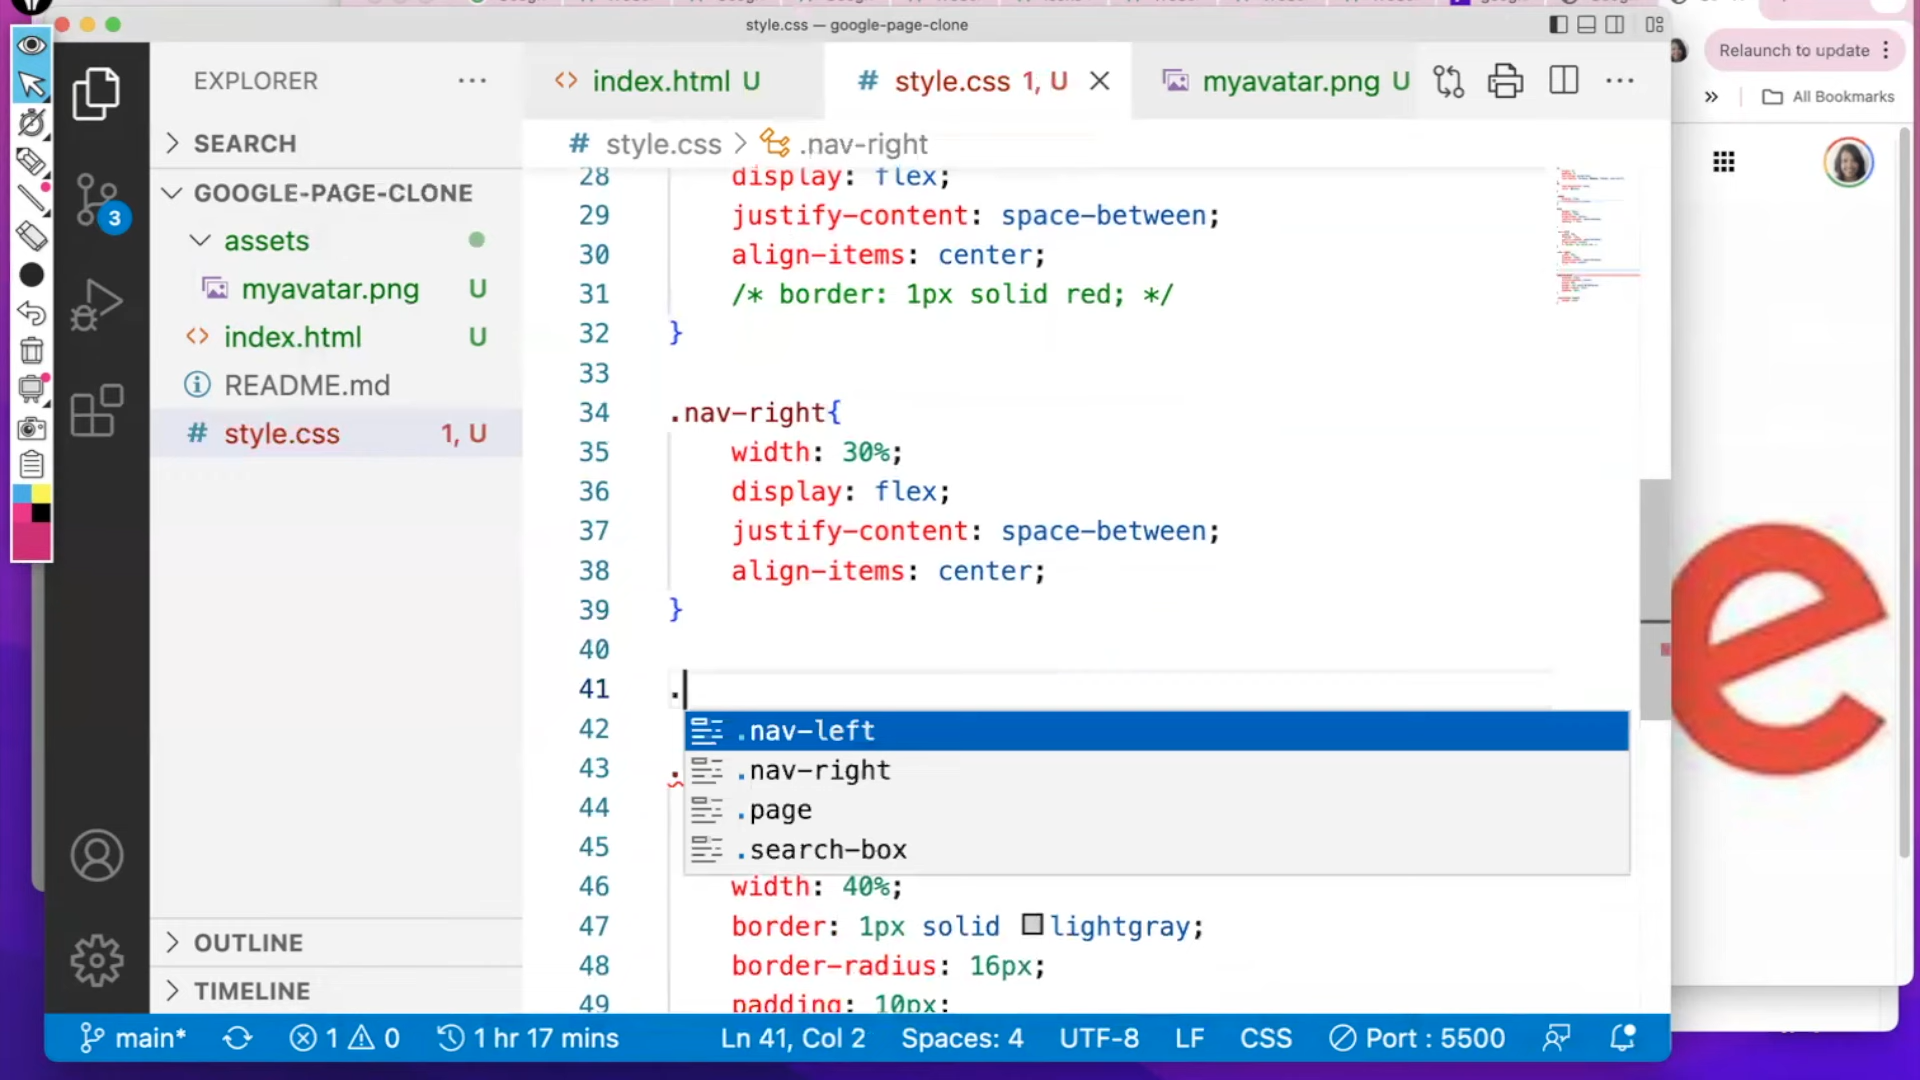 style.css — google-page-clone
Relaunch to update
All Bookmarks
EXPLORER
index.html U
# style.css 1, U
myavatar.png U
SEARCH
# style.css > .nav-right
GOOGLE-PAGE-CLONE
assets
myavatar.png U
index.html U
README.md
# style.css 1, U
3
28 display: flex;
29 justify-content: space-between;
30 align-items: center;
31 /* border: 1px solid red; */
32 }
33
34 .nav-right{
35 width: 30%;
36 display: flex;
37 justify-content: space-between;
38 align-items: center;
39 }
40
41 .
42
43 .
44
45
.nav-left
.nav-right
.page
.search-box
46 width: 40%;
47 border: 1px solid lightgray;
48 border-radius: 16px;
49 padding: 10px;
e
OUTLINE
TIMELINE
main* 1 0 1 hr 17 mins Ln 41, Col 2 Spaces: 4 UTF-8 LF CSS Port : 5500